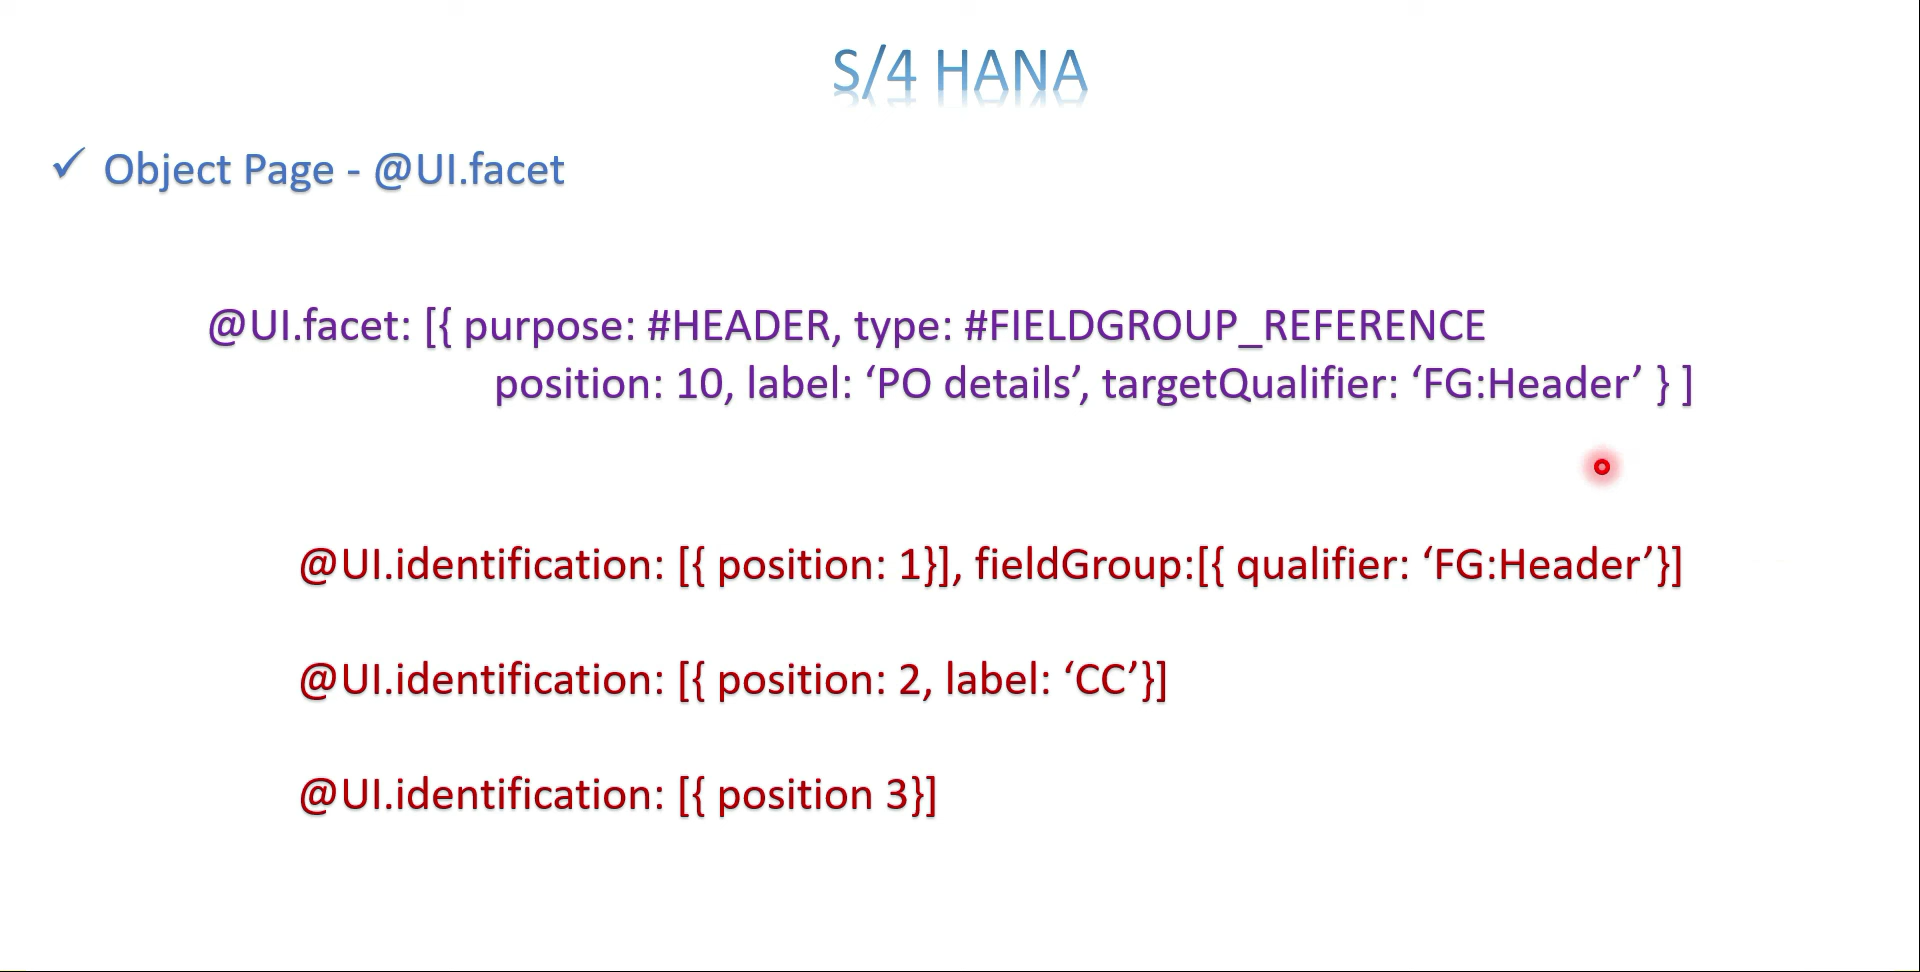 S/4 HANA
✓ Object Page - @UI.facet
@UI.facet: [{ purpose: #HEADER, type: #FIELDGROUP_REFERENCE
position: 10, label: ‘PO details’, targetQualifier: ‘FG:Header’ } ]
@UI.identification: [{ position: 1}], fieldGroup:[{ qualifier: ‘FG:Header’}]
@UI.identification: [{ position: 2, label: ‘CC’}]
@UI.identification: [{ position 3}]